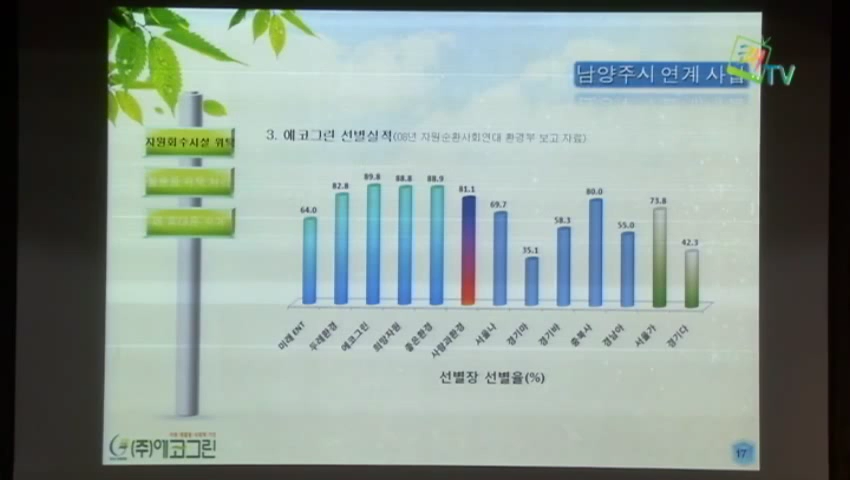 남양주시 연계 사업
TV
자원회수시설 위탁
3. 에코그린 선별실적(08년 자원순환사회연대 환경부 보고 자료)
64.0
82.8
89.8
88.8
88.9
81.1
69.7
35.1
58.3
80.0
55.0
73.8
42.3
미래 ENT
두레환경
에코그린
희망자원
좋은환경
사람과환경
서울나
경기마
경기바
충북사
경남아
서울가
경기다
선별장 선별율(%)
(주)에코그린
17